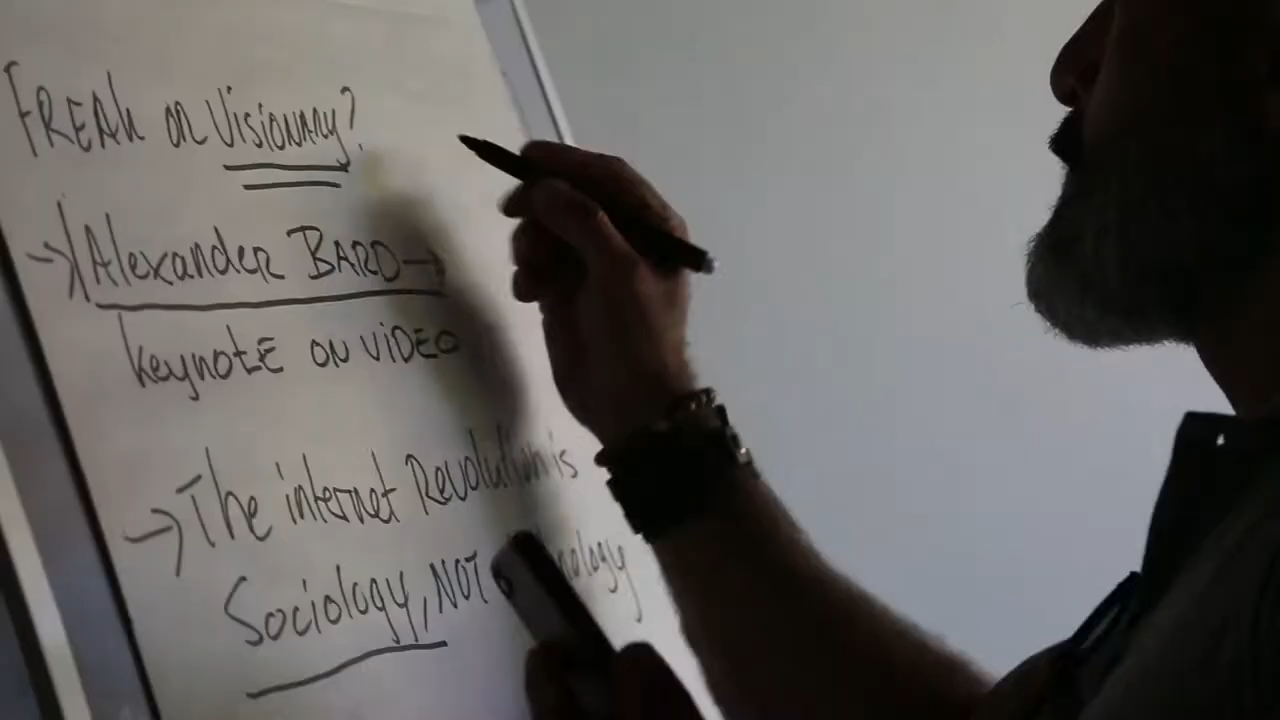 FREAK OR VisiONARY?
→ Alexander BARD →
keynotE ON ViDEO
→ The internet Revolution is
Sociology, NOT